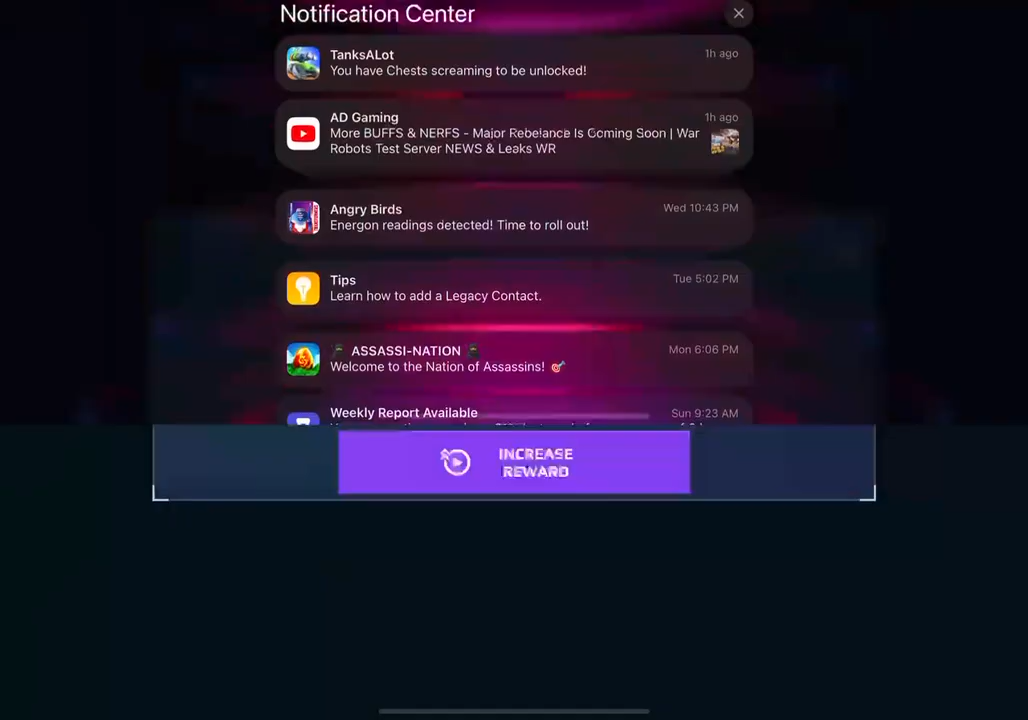 Notification Center
TanksALot
1h ago
You have Chests screaming to be unlocked!
AD Gaming
1h ago
More BUFFS & NERFS - Major Rebelance Is Coming Soon | War
Robots Test Server NEWS & Leaks WR
Angry Birds
Wed 10:43 PM
Energon readings detected! Time to roll out!
Tips
Tue 5:02 PM
Learn how to add a Legacy Contact.
ASSASSI-NATION
Mon 6:06 PM
Welcome to the Nation of Assassins! 🎯
Weekly Report Available
Sun 9:23 AM
INCREASE
REWARD